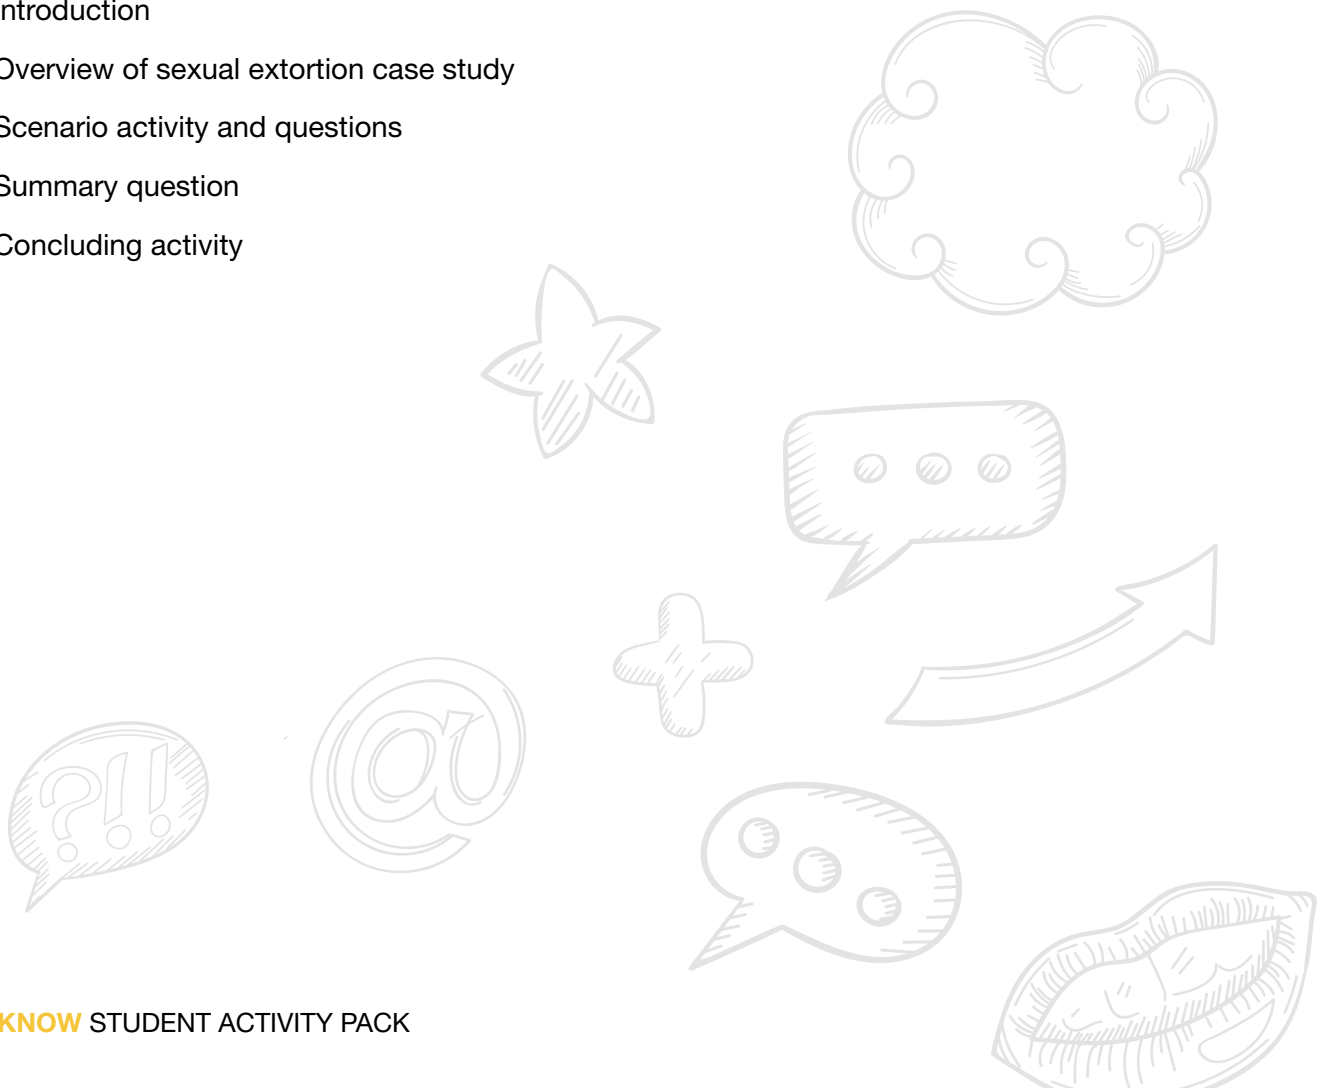 ntroduction
Overview of sexual extortion case study
Scenario activity and questions
Summary question
Concluding activity
@
?!!
KNOW STUDENT ACTIVITY PACK